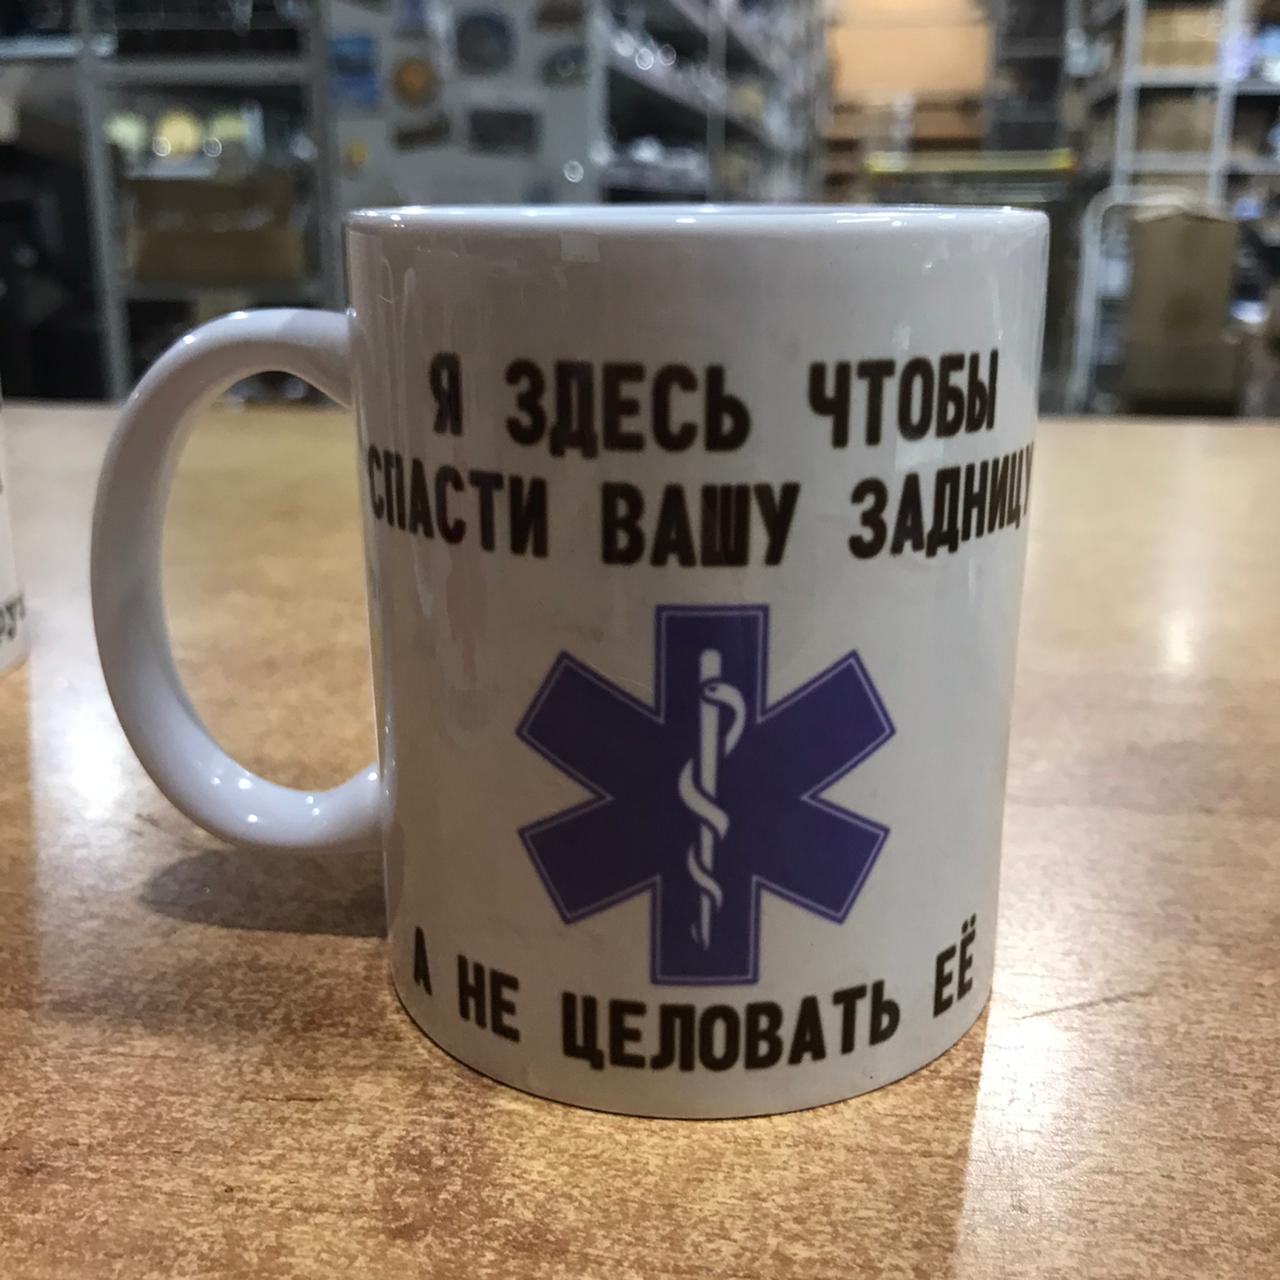 Я ЗДЕСЬ ЧТОБЫ
СПАСТИ ВАШУ ЗАДНИЦУ
А НЕ ЦЕЛОВАТЬ ЕЁ